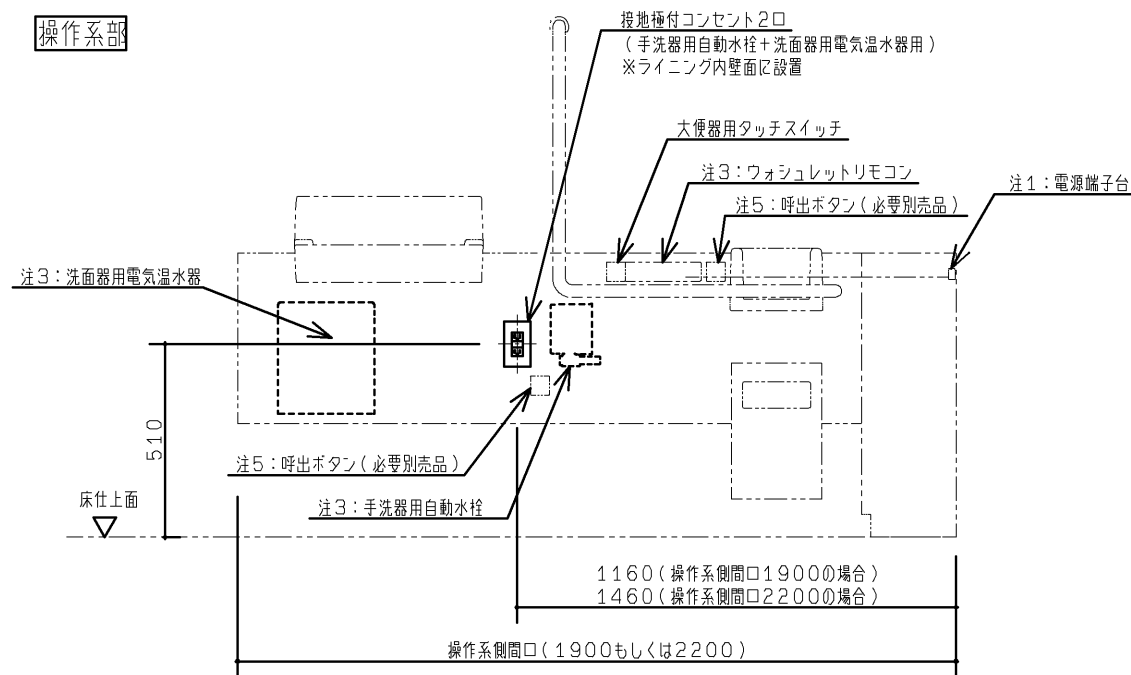 操作系部
接地極付コンセント2口
(手洗器用自動水栓+洗面器用電気温水器用)
※ライニング内壁面に設置
大便器用タッチスイッチ
注3:ウォシュレットリモコン
注1:電源端子台
注5:呼出ボタン(必要別売品)
注3:洗面器用電気温水器
510
注5:呼出ボタン(必要別売品)
床仕上面
注3:手洗器用自動水栓
1160(操作系側間口1900の場合)
1460(操作系側間口2200の場合)
操作系側間口(1900もしくは2200)